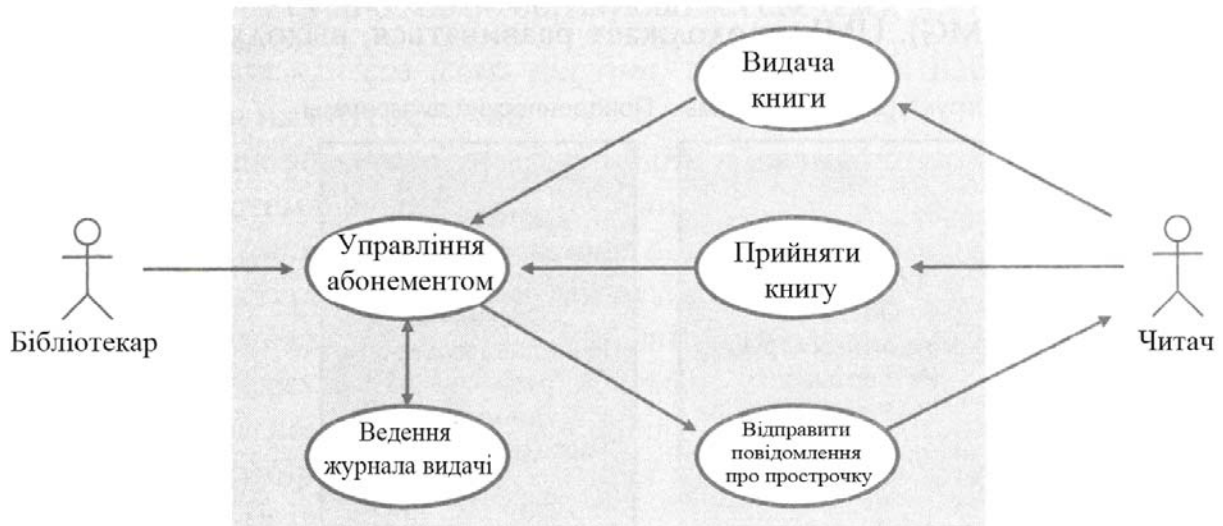 Видача
книги
Управління
абонементом
Прийняти
книгу
Бібліотекар
Читач
Ведення
журнала видачі
Відправити
повідомлення
про прострочку